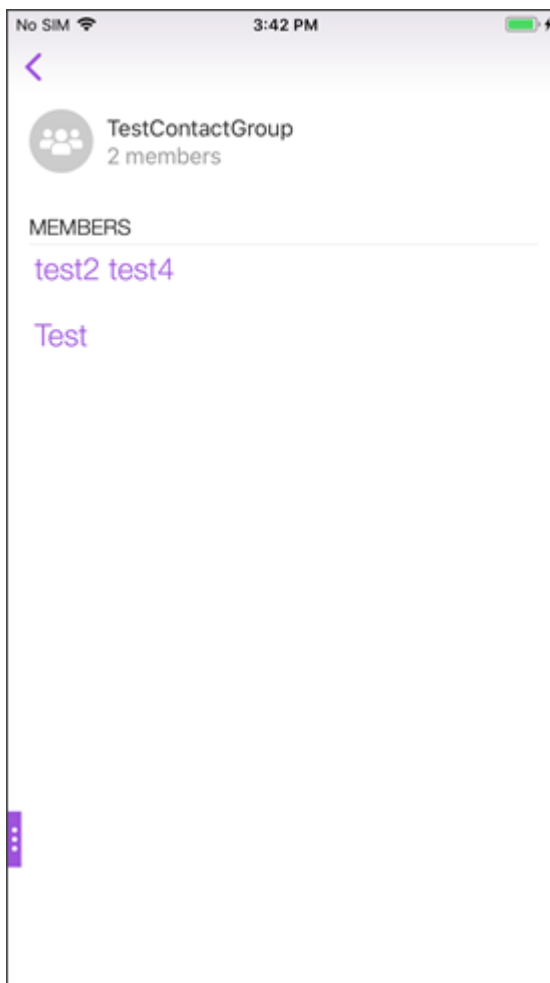 No SIM 3:42 PM
TestContactGroup
2 members
MEMBERS
test2 test4
Test